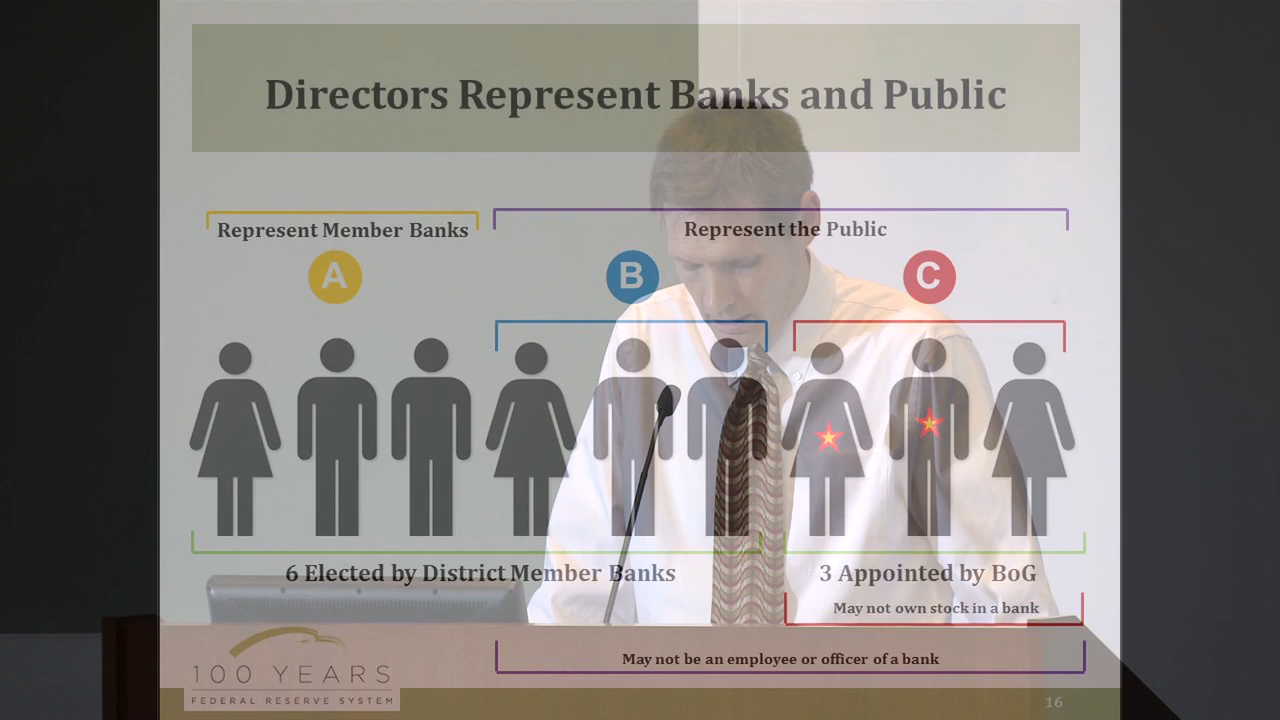 Directors Represent Banks and Public
Represent Member Banks
Represent the Public
A
B
C
6 Elected by District Member Banks
3 Appointed by BoG
May not own stock in a bank
May not be an employee or officer of a bank
100 YEARS
FEDERAL RESERVE SYSTEM
16